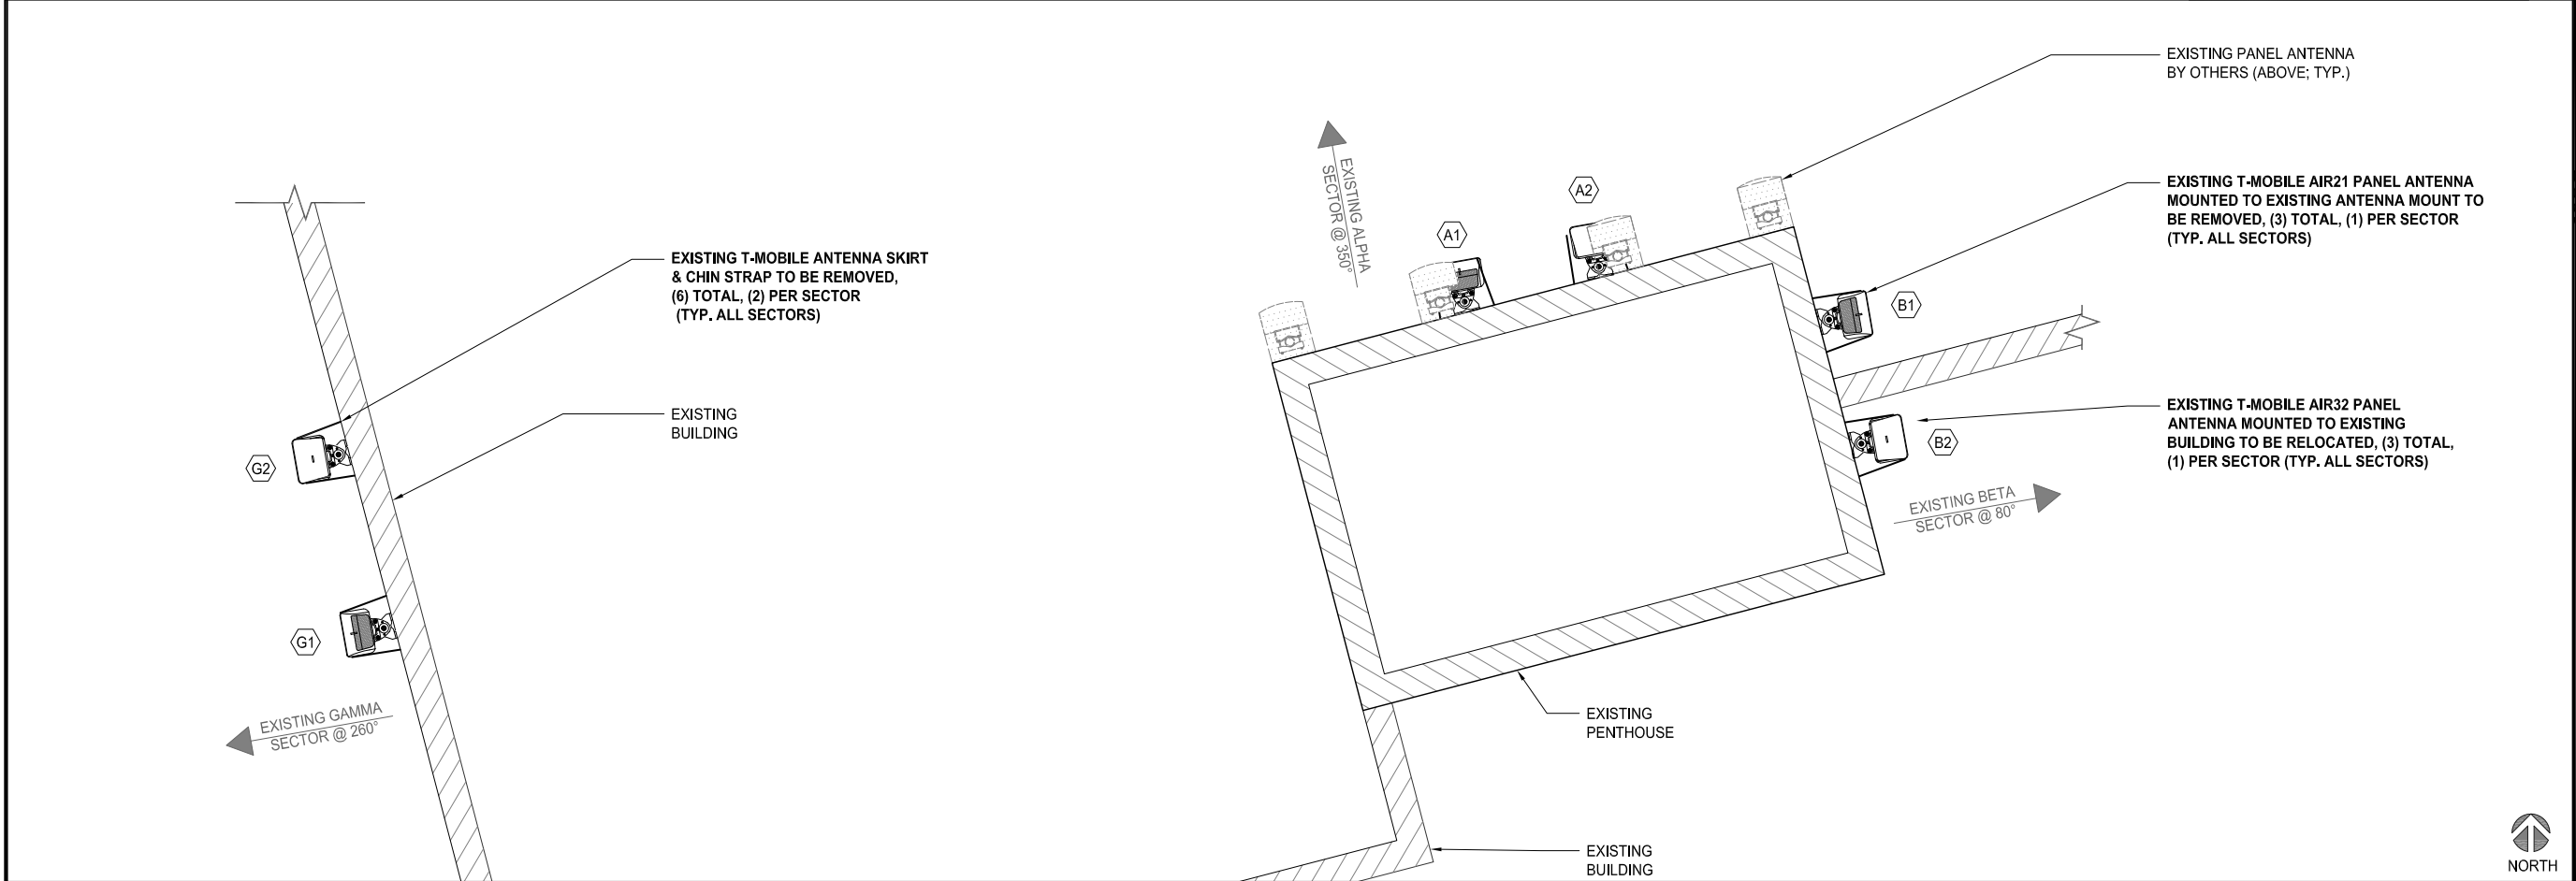 EXISTING PANEL ANTENNA
BY OTHERS (ABOVE; TYP.)
EXISTING T-MOBILE AIR21 PANEL ANTENNA
MOUNTED TO EXISTING ANTENNA MOUNT TO
BE REMOVED, (3) TOTAL, (1) PER SECTOR
(TYP. ALL SECTORS)
EXISTING ALPHA
SECTOR @ 350°
A2
A1
EXISTING T-MOBILE ANTENNA SKIRT
& CHIN STRAP TO BE REMOVED,
(6) TOTAL, (2) PER SECTOR
(TYP. ALL SECTORS)
B1
EXISTING
BUILDING
EXISTING T-MOBILE AIR32 PANEL
ANTENNA MOUNTED TO EXISTING
BUILDING TO BE RELOCATED, (3) TOTAL,
(1) PER SECTOR (TYP. ALL SECTORS)
B2
G2
EXISTING BETA
SECTOR @ 80°
G1
EXISTING GAMMA
SECTOR @ 260°
EXISTING
PENTHOUSE
EXISTING
BUILDING
NORTH